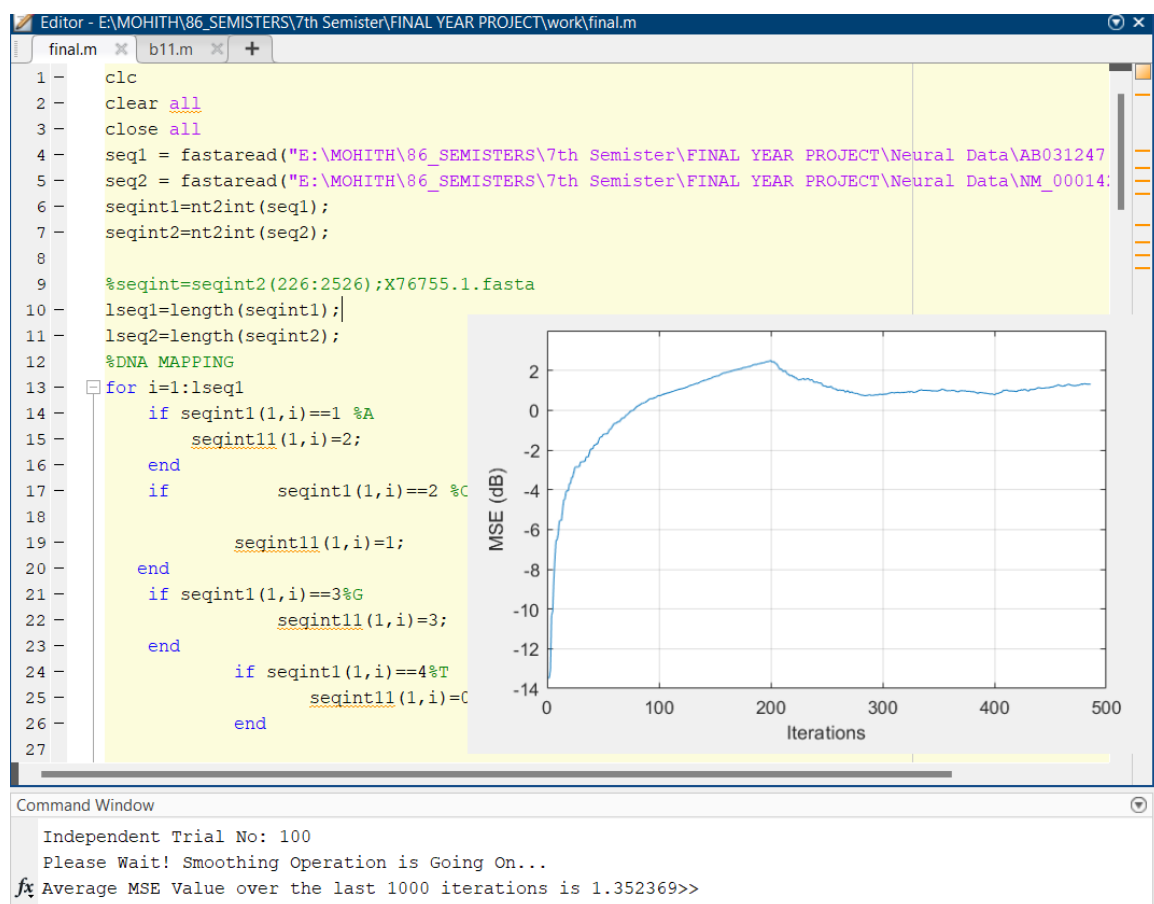 Editor - E:\MOHITH\86_SEMISTERS\7th Semister\FINAL YEAR PROJECT\work\final.m
final.m b11.m +
1 - clc
2 - clear all
3 - close all
4 - seq1 = fastaread("E:\MOHITH\86_SEMISTERS\7th Semister\FINAL YEAR PROJECT\Neural Data\AB031247
5 - seq2 = fastaread("E:\MOHITH\86_SEMISTERS\7th Semister\FINAL YEAR PROJECT\Neural Data\NM_00014
6 - seqint1=nt2int(seq1);
7 - seqint2=nt2int(seq2);
8
9 %seqint=seqint2(226:2526);X76755.1.fasta
10 - lseq1=length(seqint1);
11 - lseq2=length(seqint2);
12 %DNA MAPPING
13 - for i=1:lseq1
14 - if seqint1(1,i)==1 %A
15 - seqint11(1,i)=2;
16 - end
17 - if seqint1(1,i)==2 %C
18
19 - seqint11(1,i)=1;
20 - end
21 - if seqint1(1,i)==3%G
22 - seqint11(1,i)=3;
23 - end
24 - if seqint1(1,i)==4%T
25 - seqint11(1,i)=0
26 - end
27
2
0
-2
-4
-6
-8
-10
-12
-14
MSE (dB)
0 100 200 300 400 500
Iterations
Command Window
Independent Trial No: 100
Please Wait! Smoothing Operation is Going On...
fx Average MSE Value over the last 1000 iterations is 1.352369>>